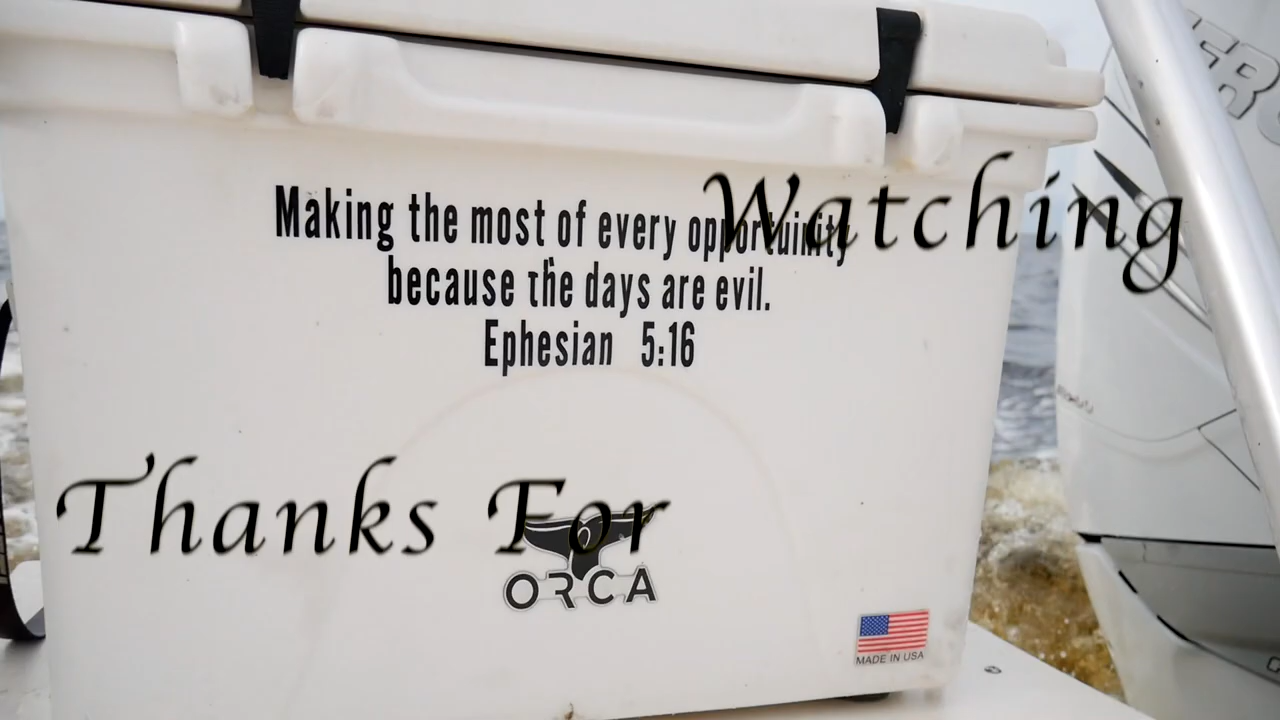 Watching
Making the most of every opportuinity
because the days are evil.
Ephesian 5:16
Thanks For
ORCA
MADE IN USA